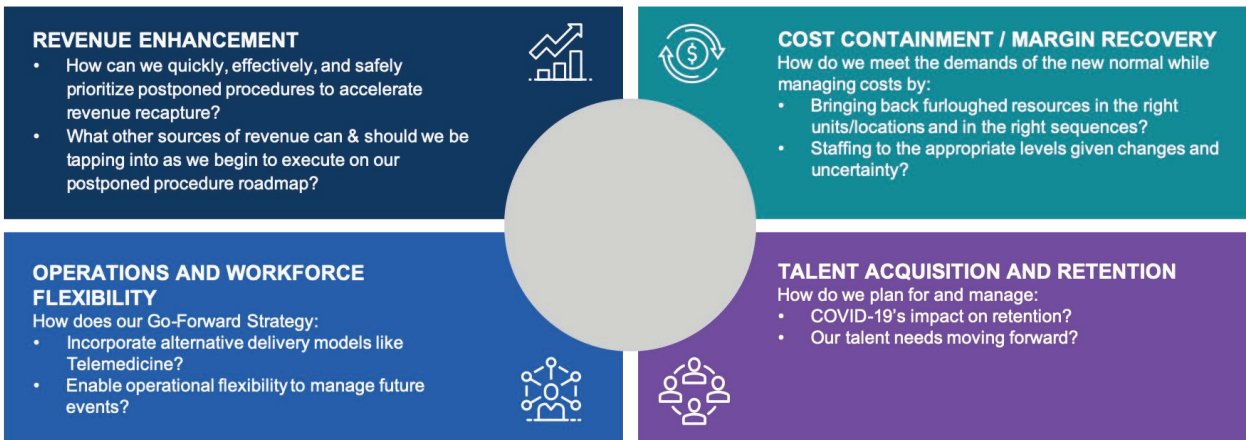 REVENUE ENHANCEMENT
• How can we quickly, effectively, and safely
prioritize postponed procedures to accelerate
revenue recapture?
• What other sources of revenue can & should we be
tapping into as we begin to execute on our
postponed procedure roadmap?
$
COST CONTAINMENT / MARGIN RECOVERY
How do we meet the demands of the new normal while
managing costs by:
• Bringing back furloughed resources in the right
units/locations and in the right sequences?
• Staffing to the appropriate levels given changes and
uncertainty?
OPERATIONS AND WORKFORCE
FLEXIBILITY
How does our Go-Forward Strategy:
• Incorporate alternative delivery models like
Telemedicine?
• Enable operational flexibility to manage future
events?
TALENT ACQUISITION AND RETENTION
How do we plan for and manage:
• COVID-19's impact on retention?
• Our talent needs moving forward?